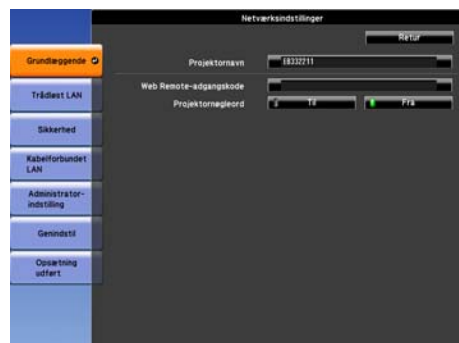 Netværksindstillinger
Retur
Grundlæggende
Projektornavn EB332211
Trådløst LAN
Web Remote-adgangskode
Projektornøgleord Til Fra
Sikkerhed
Kabelforbundet
LAN
Administrator-
indstilling
Genindstil
Opsætning
udført